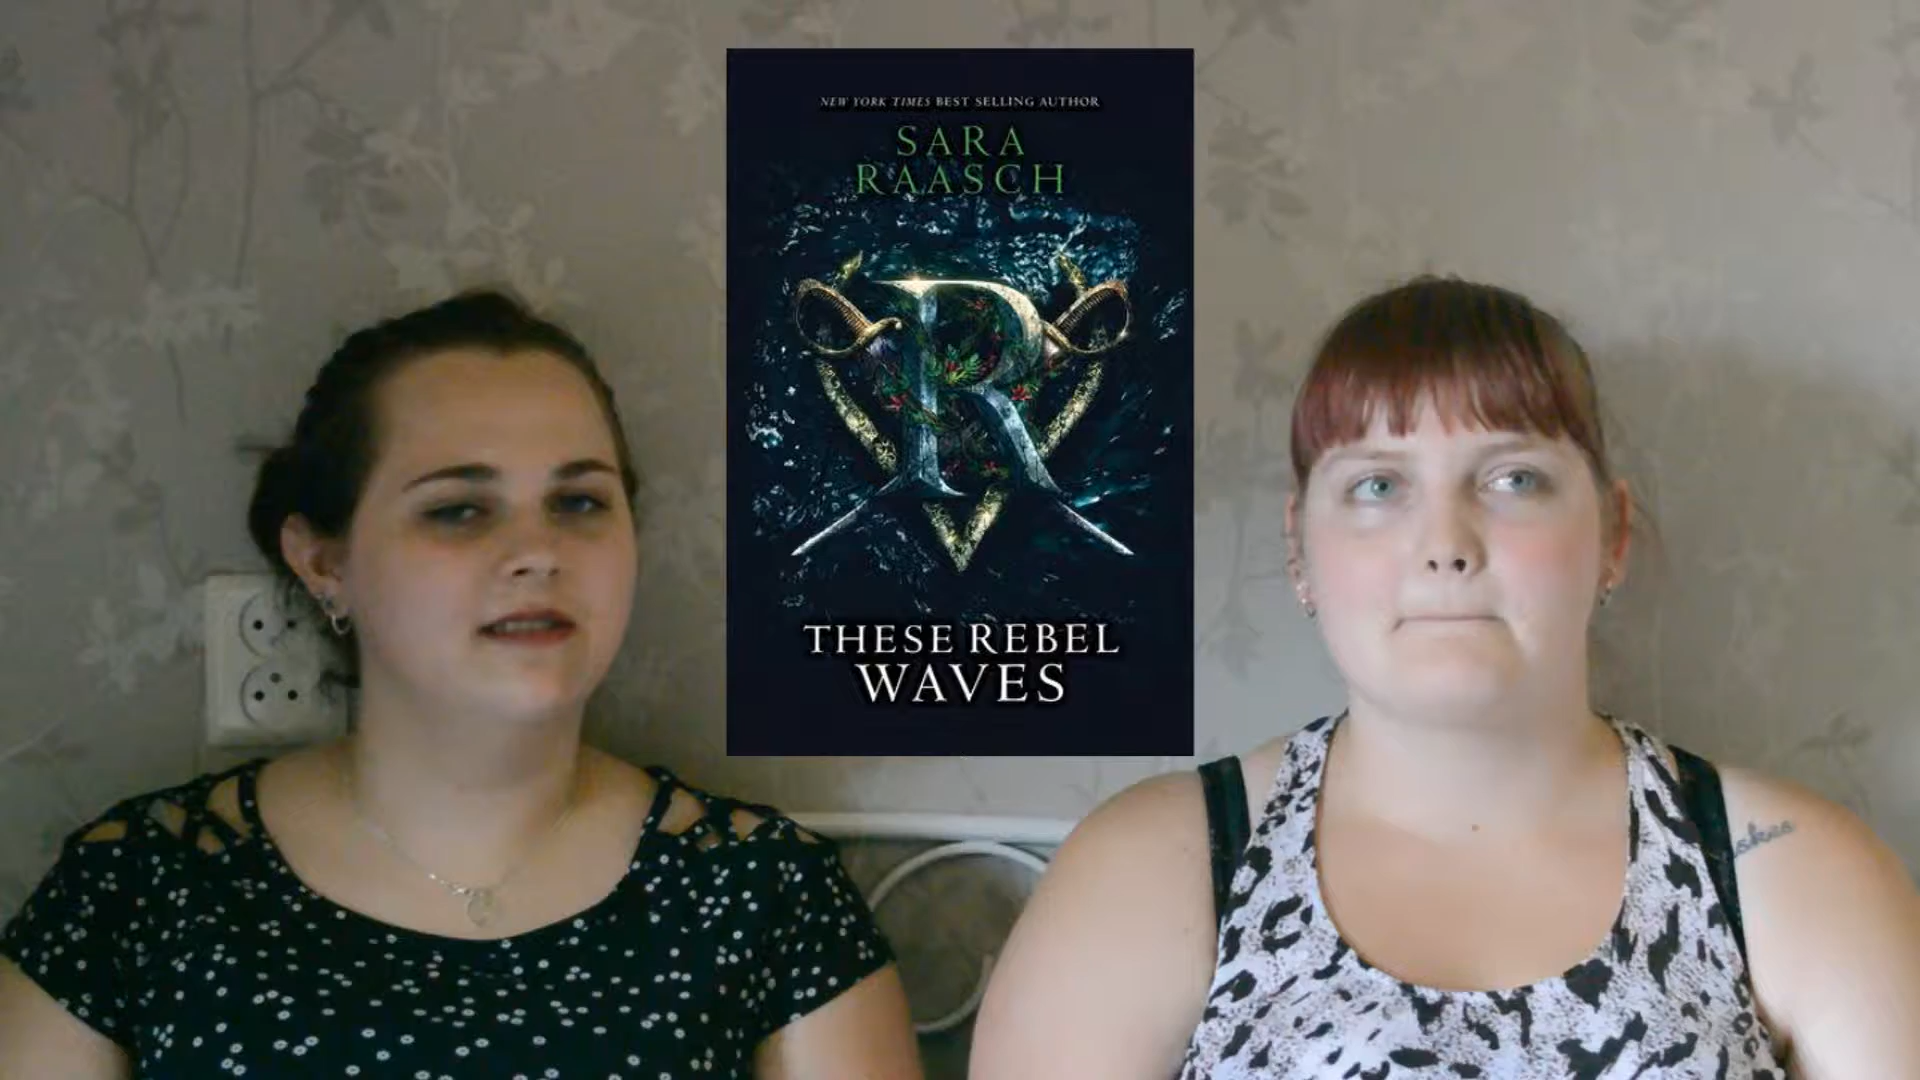 NEW YORK TIMES BEST SELLING AUTHOR
SARA
RAASCH
R
THESE REBEL
WAVES